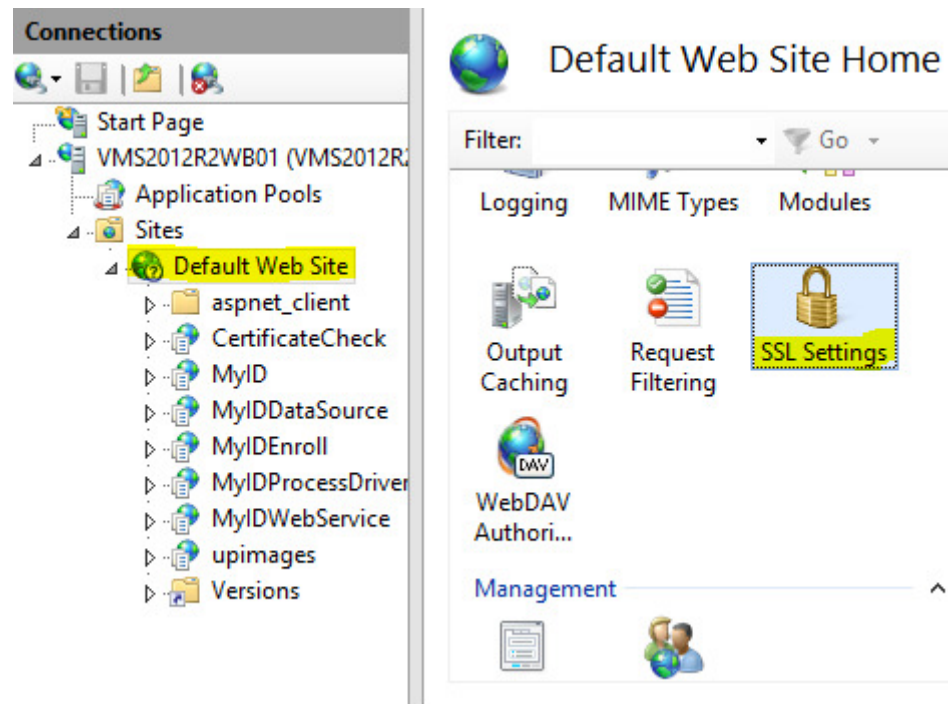 Connections
Start Page
VMS2012R2WB01 (VMS2012R
Application Pools
Sites
Default Web Site
aspnet_client
CertificateCheck
MyID
MyIDDataSource
MyIDEnroll
MyIDProcessDriver
MyIDWebService
upimages
Versions
Default Web Site Home
Filter:
Go
Logging
MIME Types
Modules
Output
Caching
Request
Filtering
SSL Settings
DAV
WebDAV
Authori...
Management